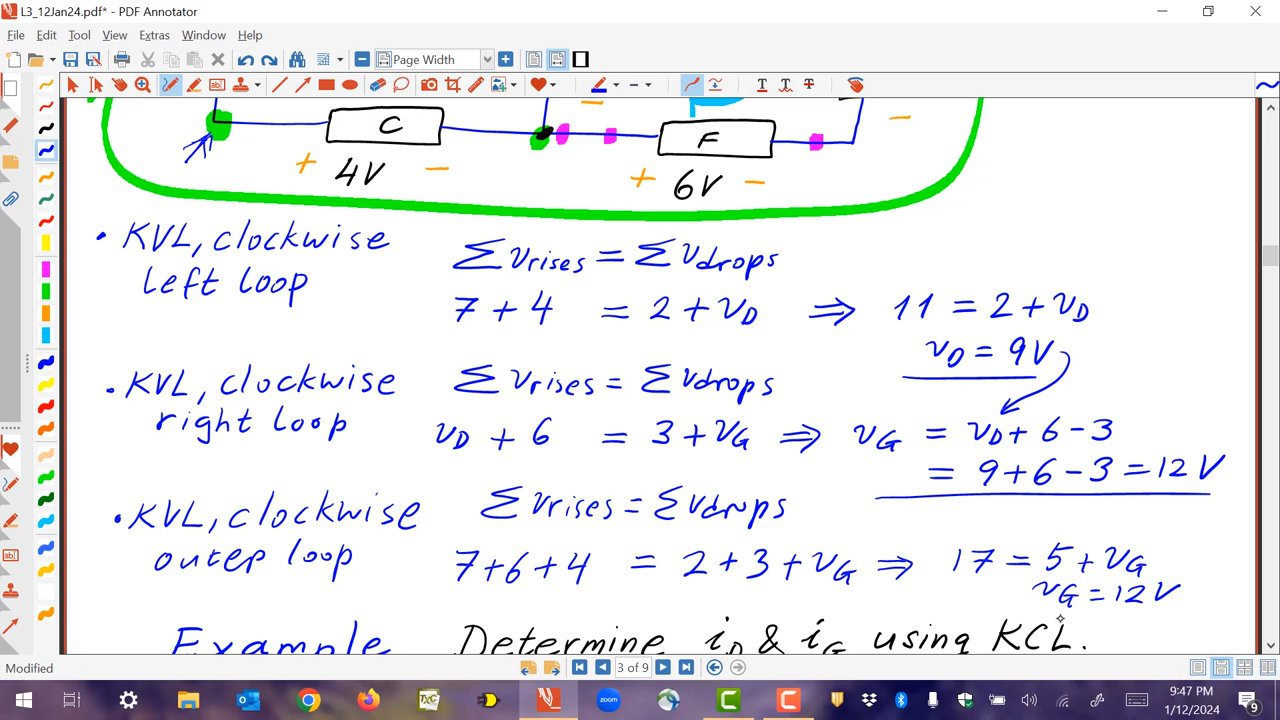 L3_12Jan24.pdf* - PDF Annotator
File Edit Tool View Extras Window Help
Page Width
C
F
+ 4V −
+ 6V −
−
−
• KVL, clockwise left loop
Σ vrises = Σ vdrops
7 + 4 = 2 + vD ⇒ 11 = 2 + vD
vD = 9V
• KVL, clockwise right loop
Σ vrises = Σ vdrops
vD + 6 = 3 + vG ⇒ vG = vD + 6 − 3
= 9 + 6 − 3 = 12 V
• KVL, clockwise outer loop
Σ vrises = Σ vdrops
7 + 6 + 4 = 2 + 3 + vG ⇒ 17 = 5 + vG
vG = 12 V
Example Determine iD & iG using KCL.
Modified
3 of 9
zoom
9:47 PM
1/12/2024
9